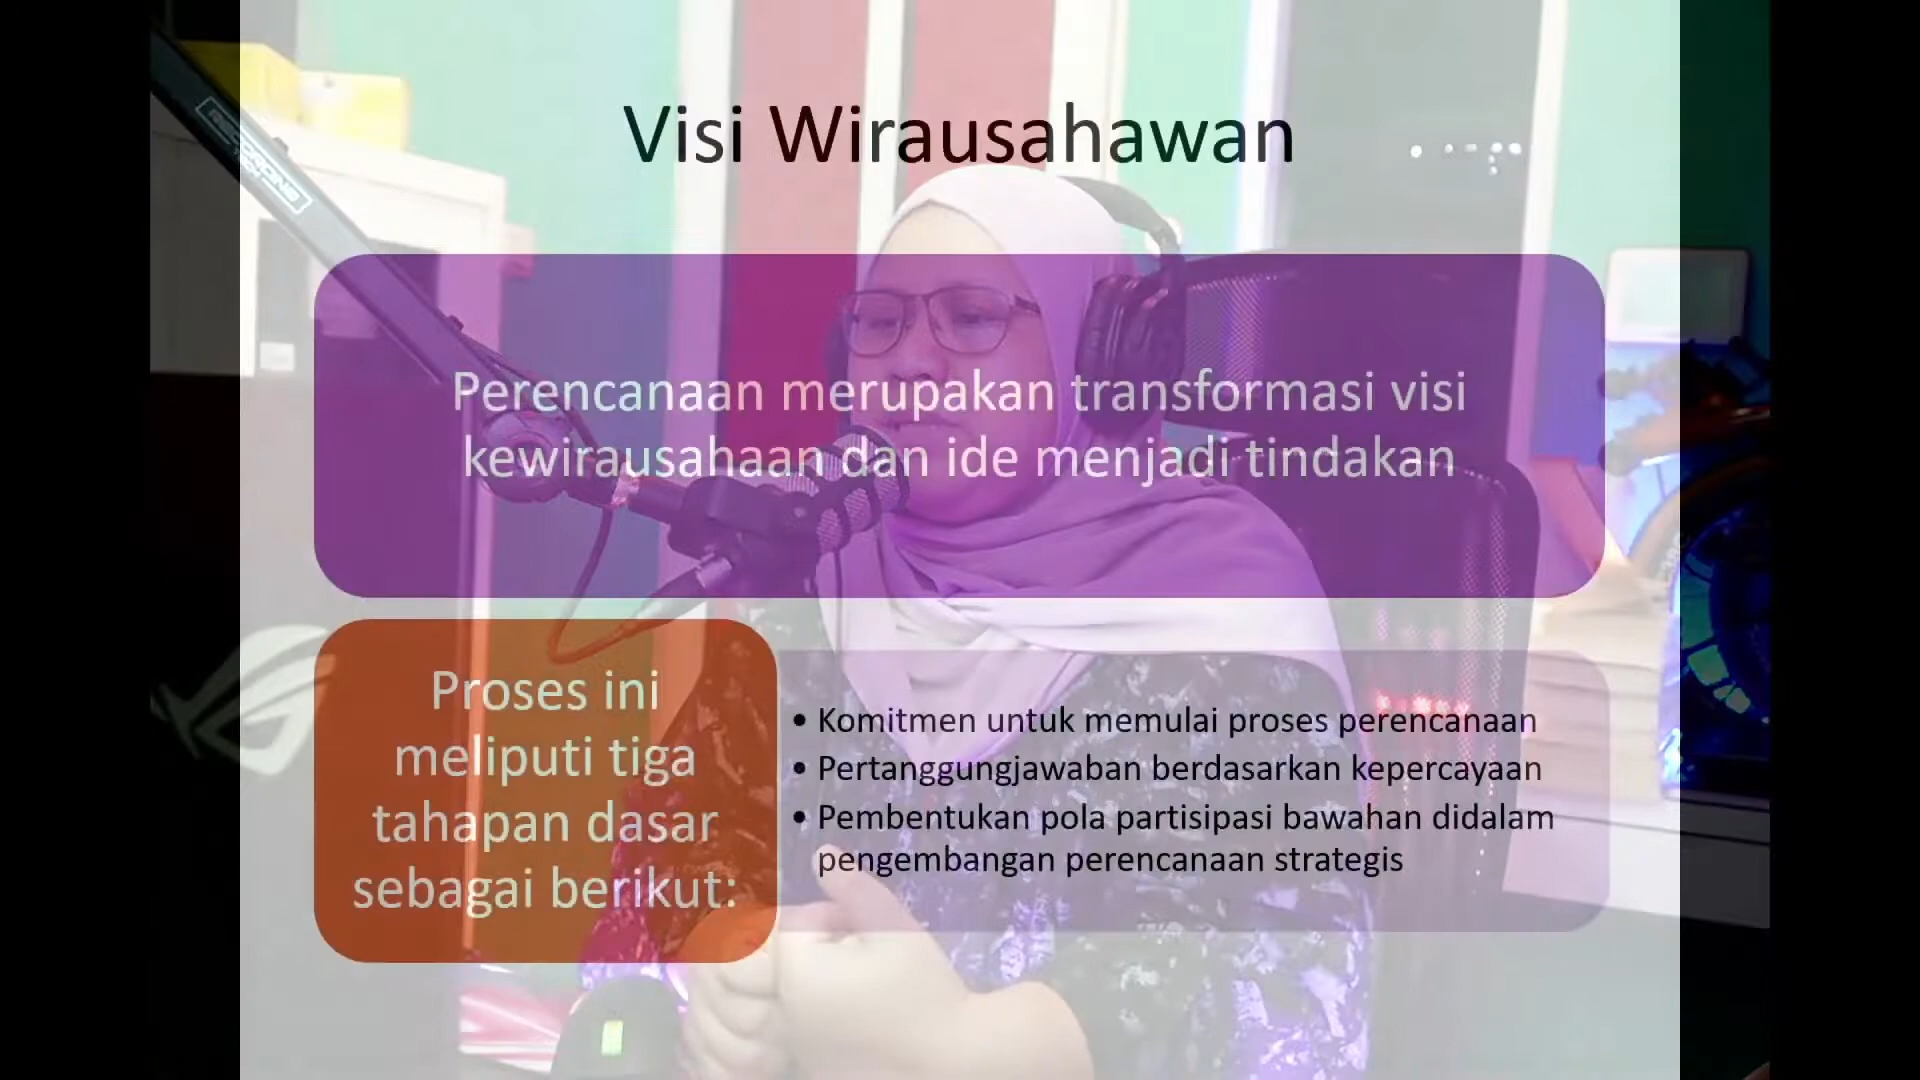 Visi Wirausahawan
Perencanaan merupakan transformasi visi
kewirausahaan dan ide menjadi tindakan
Proses ini
meliputi tiga
tahapan dasar
sebagai berikut:
• Komitmen untuk memulai proses perencanaan
• Pertanggungjawaban berdasarkan kepercayaan
• Pembentukan pola partisipasi bawahan didalam
pengembangan perencanaan strategis